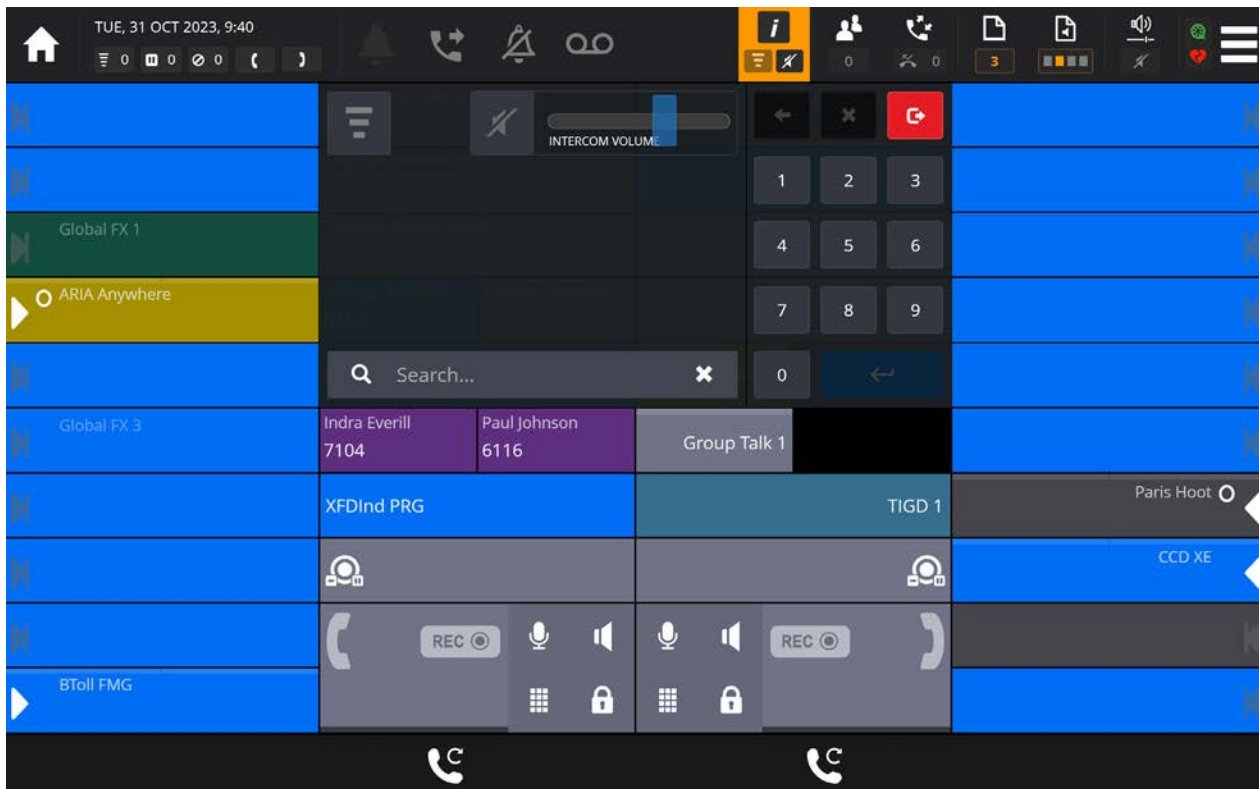 TUE, 31 OCT 2023, 9:40
0 0 0
i
0
0
3
INTERCOM VOLUME
1 2 3
Global FX 1
4 5 6
ARIA Anywhere
7 8 9
Search...
0
Global FX 3
Indra Everill
7104
Paul Johnson
6116
Group Talk 1
XFDInd PRG
TIGD 1
Paris Hoot
CCD XE
REC
REC
BToll FMG